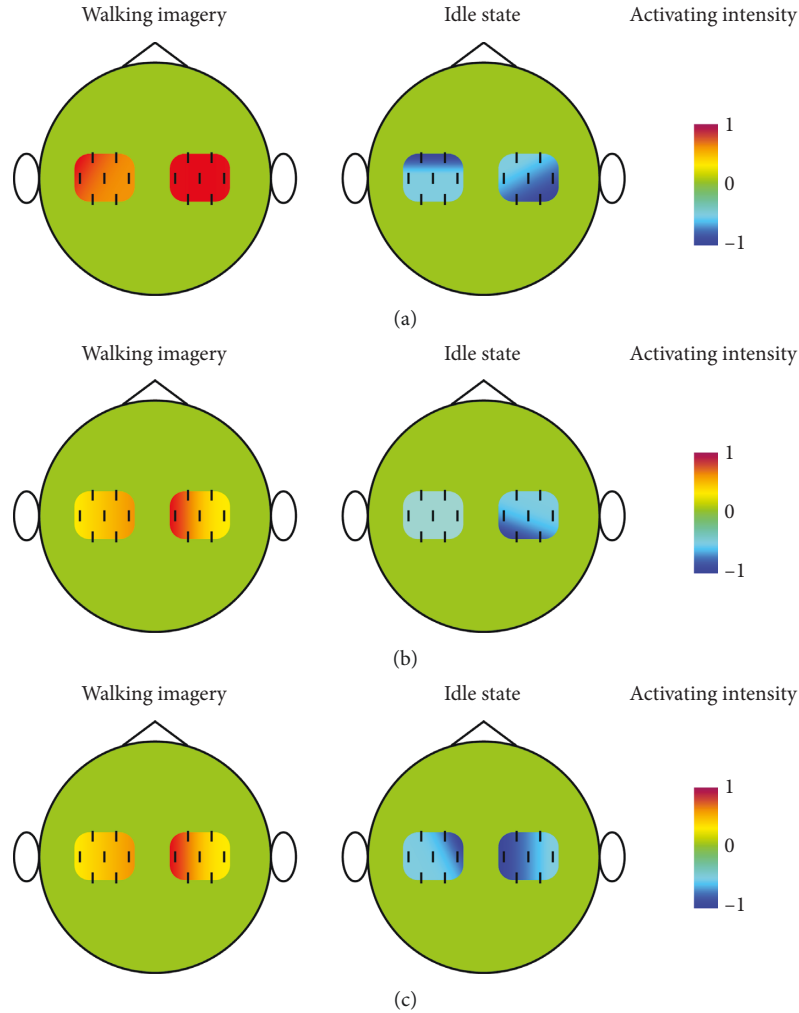 Walking imagery Idle state Activating intensity
1
0
–1
(a)
Walking imagery Idle state Activating intensity
1
0
–1
(b)
Walking imagery Idle state Activating intensity
1
0
–1
(c)